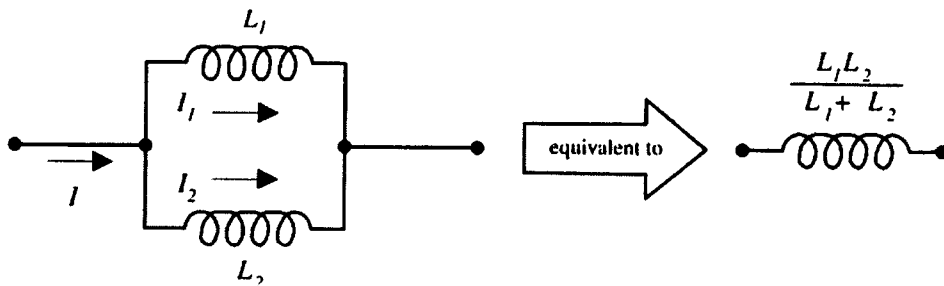 L₁
I₁
I
I₂
L₂
equivalent to
L₁L₂
L₁ + L₂